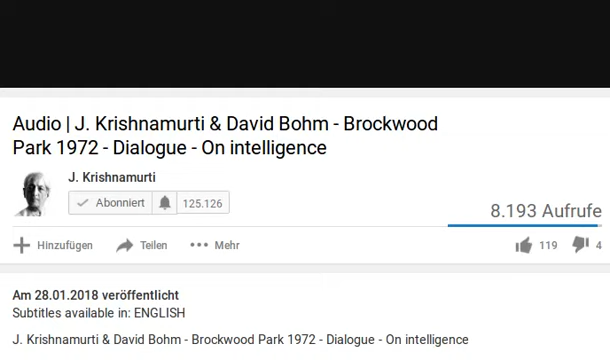 Audio | J. Krishnamurti & David Bohm - Brockwood
Park 1972 - Dialogue - On intelligence
J. Krishnamurti
Abonniert 125.126
8.193 Aufrufe
Hinzufügen Teilen Mehr 119 4
Am 28.01.2018 veröffentlicht
Subtitles available in: ENGLISH
J. Krishnamurti & David Bohm - Brockwood Park 1972 - Dialogue - On intelligence